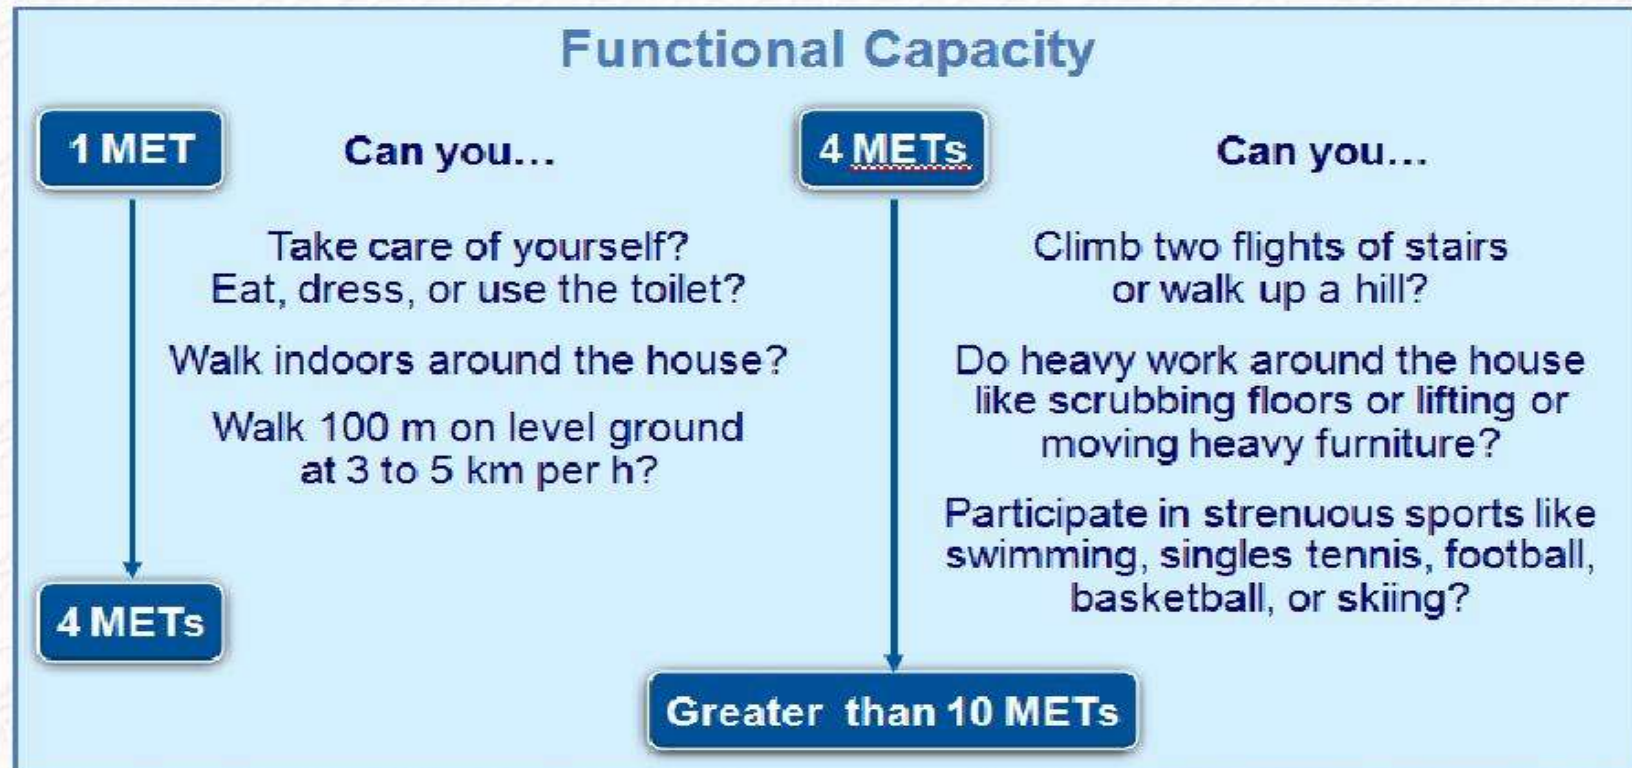 Functional Capacity
1 MET
Can you…
Take care of yourself?
Eat, dress, or use the toilet?
Walk indoors around the house?
Walk 100 m on level ground
at 3 to 5 km per h?
4 METs
4 METs
Can you…
Climb two flights of stairs
or walk up a hill?
Do heavy work around the house
like scrubbing floors or lifting or
moving heavy furniture?
Participate in strenuous sports like
swimming, singles tennis, football,
basketball, or skiing?
Greater than 10 METs